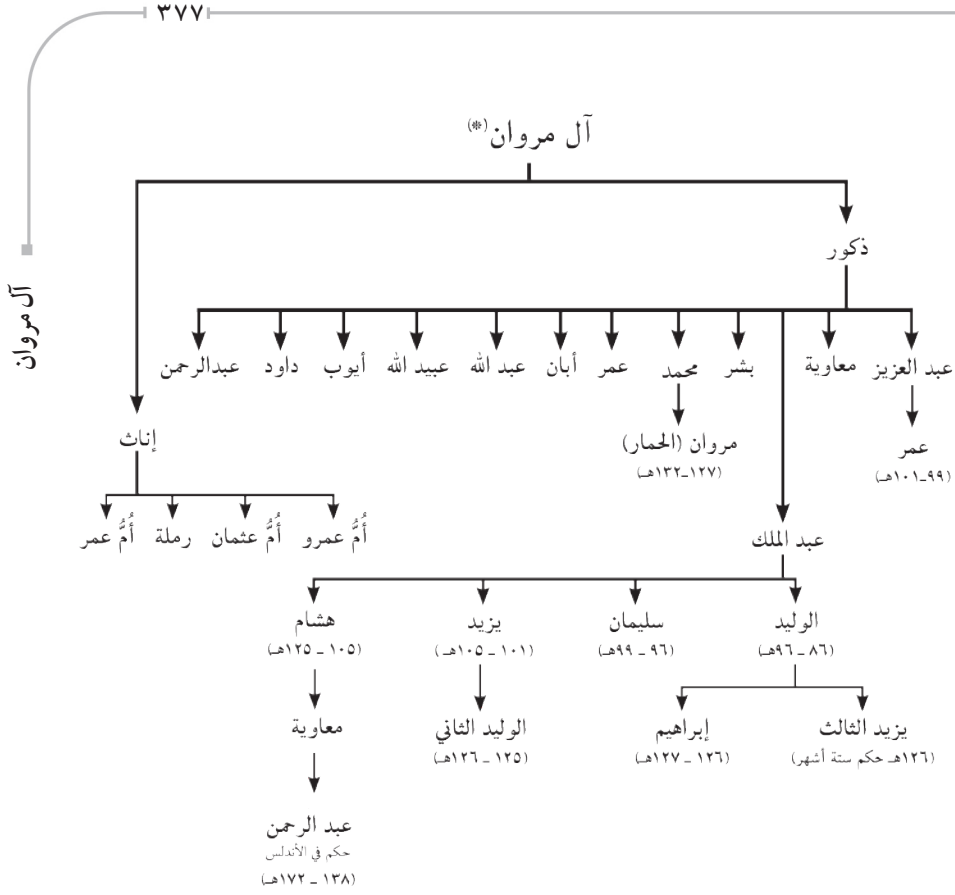 ٣٧٧
آل مروان
آل مروان(*)
ذكور
عبد العزيز معاوية بشر محمد عمر أبان عبد الله عبيد الله أيوب داود عبدالرحمن
عمر
(٩٩-١٠١هـ)
مروان (الحمار)
(١٢٧-١٣٢هـ)
إناث
أُمُّ عمرو أُمُّ عثمان رملة أُمُّ عمر
عبد الملك
الوليد سليمان يزيد هشام
(٨٦ - ٩٦هـ) (٩٦ - ٩٩هـ) (١٠١ - ١٠٥هـ) (١٠٥ - ١٢٥هـ)
يزيد الثالث إبراهيم الوليد الثاني معاوية
(١٢٦هـ حكم ستة أشهر) (١٢٦ - ١٢٧هـ) (١٢٥ - ١٢٦هـ)
عبد الرحمن
حكم في الأندلس
(١٣٨ - ١٧٢هـ)